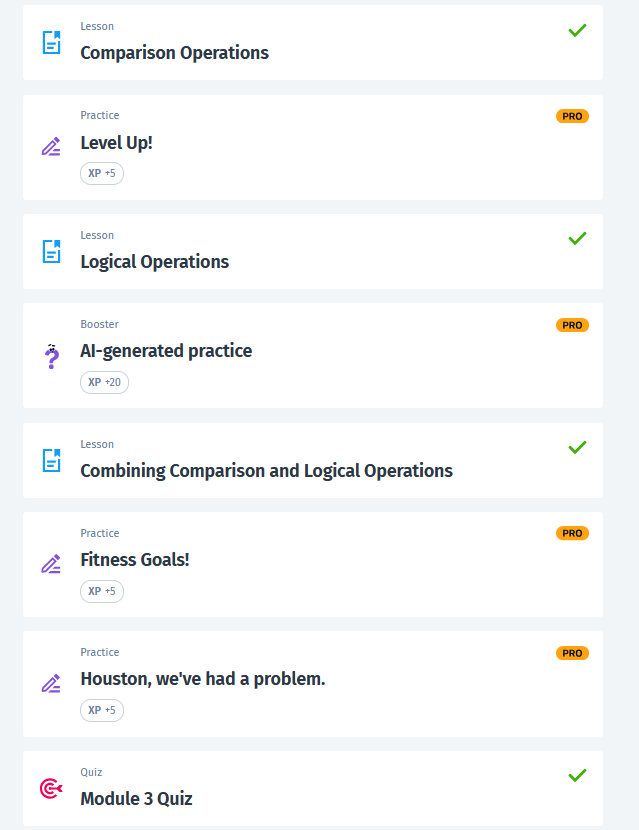 Lesson
Comparison Operations
Practice
PRO
Level Up!
XP +5
Lesson
Logical Operations
Booster
PRO
AI-generated practice
XP +20
Lesson
Combining Comparison and Logical Operations
Practice
PRO
Fitness Goals!
XP +5
Practice
PRO
Houston, we've had a problem.
XP +5
Quiz
Module 3 Quiz